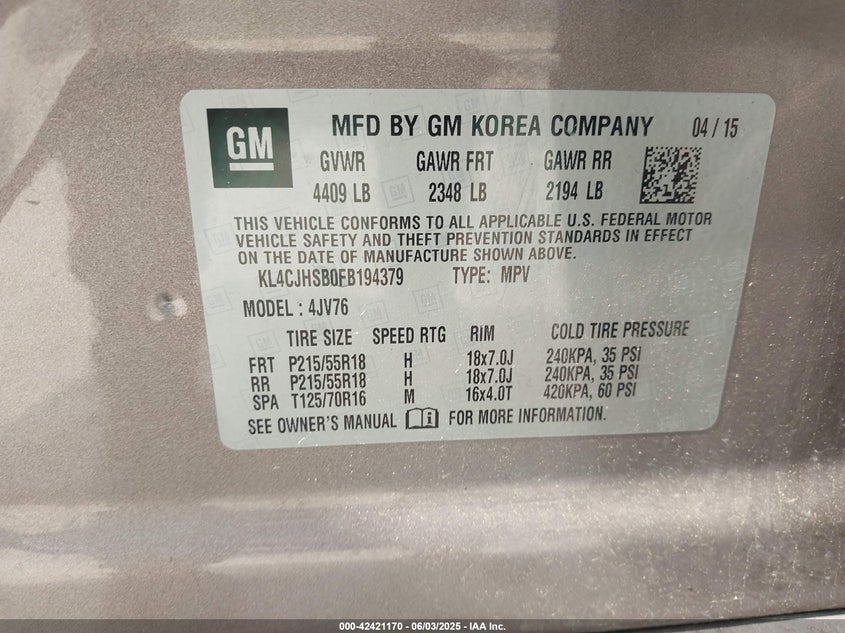 GM
MFD BY GM KOREA COMPANY 04 / 15
GVWR GAWR FRT GAWR RR
4409 LB 2348 LB 2194 LB
THIS VEHICLE CONFORMS TO ALL APPLICABLE U.S. FEDERAL MOTOR
VEHICLE SAFETY AND THEFT PREVENTION STANDARDS IN EFFECT
ON THE DATE OF MANUFACTURE SHOWN ABOVE.
KL4CJHSB0FB194379 TYPE: MPV
MODEL : 4JV76
TIRE SIZE SPEED RTG RIM COLD TIRE PRESSURE
FRT P215/55R18 H 18x7.0J 240KPA, 35 PSI
RR P215/55R18 H 18x7.0J 240KPA, 35 PSI
SPA T125/70R16 M 16x4.0T 420KPA, 60 PSI
SEE OWNER'S MANUAL FOR MORE INFORMATION.
000-42421170 - 06/03/2025 - IAA Inc.